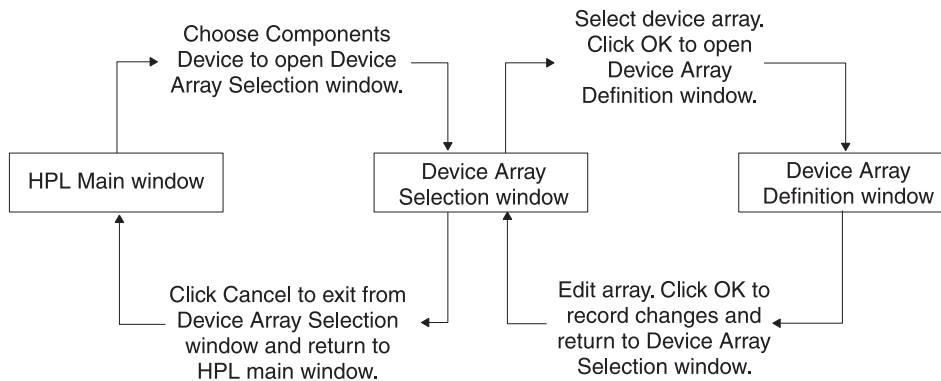 Choose Components
Device to open Device
Array Selection window.
Select device array.
Click OK to open
Device Array
Definition window.
HPL Main window
Device Array
Selection window
Device Array
Definition window
Click Cancel to exit from
Device Array Selection
window and return to
HPL main window.
Edit array. Click OK to
record changes and
return to Device Array
Selection window.